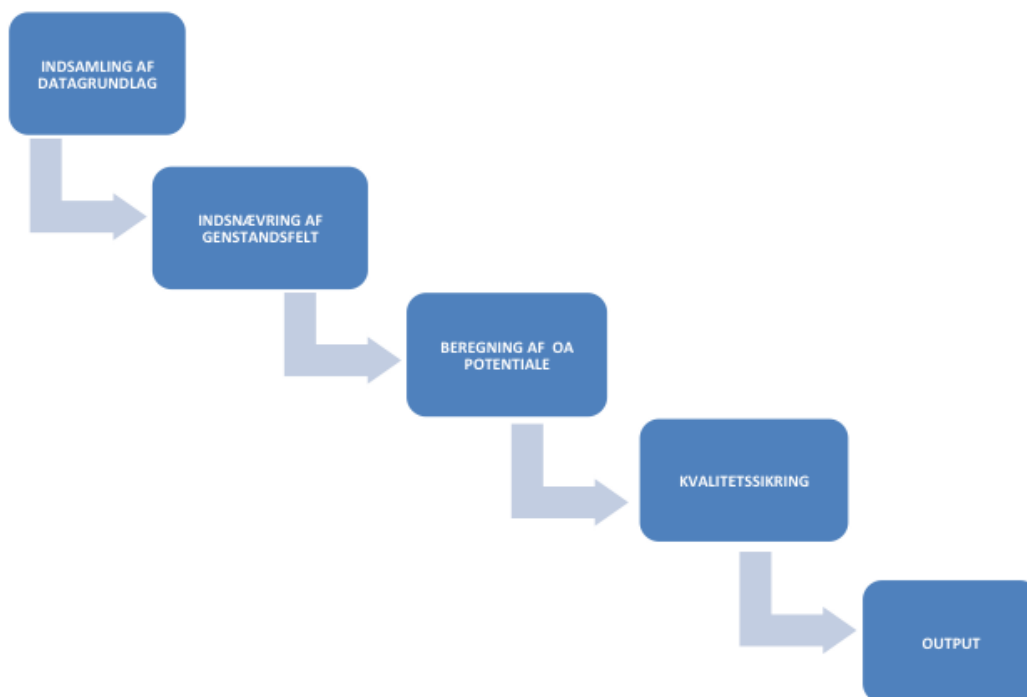 INDSAMLING AF
DATAGRUNDLAG
INDSNÆVRING AF
GENSTANDSFELT
BEREGNING AF OA
POTENTIALE
KVALITETSSIKRING
OUTPUT